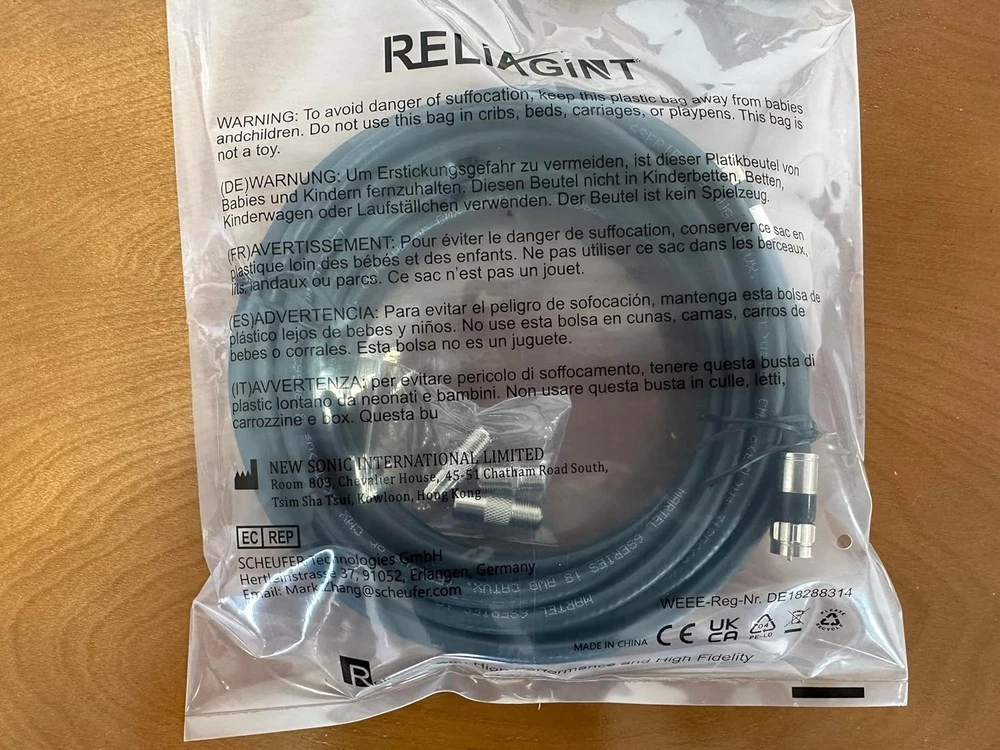 RELIAGINT
WARNING: To avoid danger of suffocation, keep this plastic bag away from babies
andchildren. Do not use this bag in cribs, beds, carriages, or playpens. This bag is
not a toy.
(DE)WARNUNG: Um Erstickungsgefahr zu vermeiden, ist dieser Platikbeutel von
Babies und Kindern fernzuhalten. Diesen Beutel nicht in Kinderbetten, Betten,
Kinderwagen oder Laufställchen verwenden. Der Beutel ist kein Spielzeug.
(FR)AVERTISSEMENT: Pour éviter le danger de suffocation, conserver ce sac en
plastique loin des bébés et des enfants. Ne pas utiliser ce sac dans les berceaux,
lits, landaux ou parcs. Ce sac n'est pas un jouet.
(ES)ADVERTENCIA: Para evitar el peligro de sofocación, mantenga esta bolsa de
plástico lejos de bebes y niños. No use esta bolsa en cunas, camas, carros de
bebes o corrales. Esta bolsa no es un juguete.
(IT)AVVERTENZA: per evitare pericolo di soffocamento, tenere questa busta di
plastic lontano da neonati e bambini. Non usare questa busta in culle, letti,
carrozzine e box. Questa bu
NEW SONIC INTERNATIONAL LIMITED
Room 803, Chevalier House, 45-51 Chatham Road South,
Tsim Sha Tsui, Kowloon, Hong Kong
EC REP
SCHEUFER Technologies GmbH
Hertleinstrasse 37, 91052, Erlangen, Germany
Email: Mark.Zhang@scheufer.com
WEEE-Reg-Nr. DE18288314
MADE IN CHINA CE UK CA 04 PE-LD PLEASE RECYCLE
R High Performance and High Fidelity
MARTEL 6SERIES 18 AWG
MARTEL 6SERIES